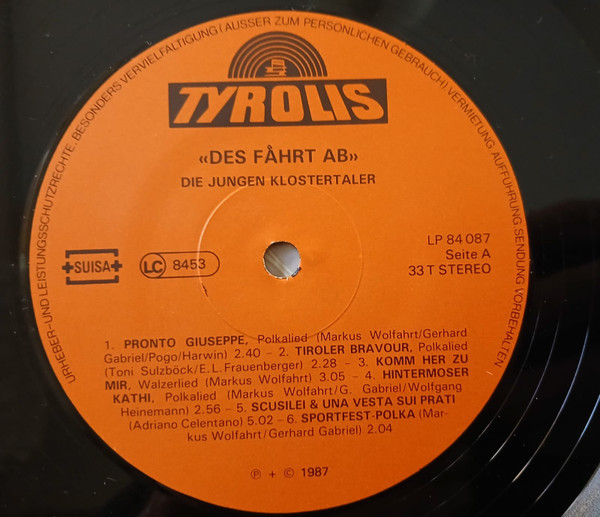 URHEBER- UND LEISTUNGSSCHUTZRECHTE, BESONDERS VERVIELFÄLTIGUNG (AUSSER ZUM PERSÖNLICHEN GEBRAUCH) VERMIETUNG AUFFÜHRUNG SENDUNG VORBEHALTEN
TYROLIS
«DES FÅHRT AB»
DIE JUNGEN KLOSTERTALER
LP 84 087
Seite A
33 T STEREO
+SUISA+
LC 8453
1. PRONTO GIUSEPPE, Polkalied (Markus Wolfahrt/Gerhard
Gabriel/Pogo/Harwin) 2.40 – 2. TIROLER BRAVOUR, Polkalied
(Toni Sulzböck/E.L. Frauenberger) 2.28 – 3. KOMM HER ZU
MIR, Walzerlied (Markus Wolfahrt) 3.05 – 4. HINTERMOSER
KATHI, Polkalied (Markus Wolfahrt/G. Gabriel/Wolfgang
Heinemann) 2.56 – 5. SCUSILEI & UNA VESTA SUI PRATI
(Adriano Celentano) 5.02 – 6. SPORTFEST-POLKA (Mar-
kus Wolfahrt/Gerhard Gabriel) 2.04
℗ + © 1987